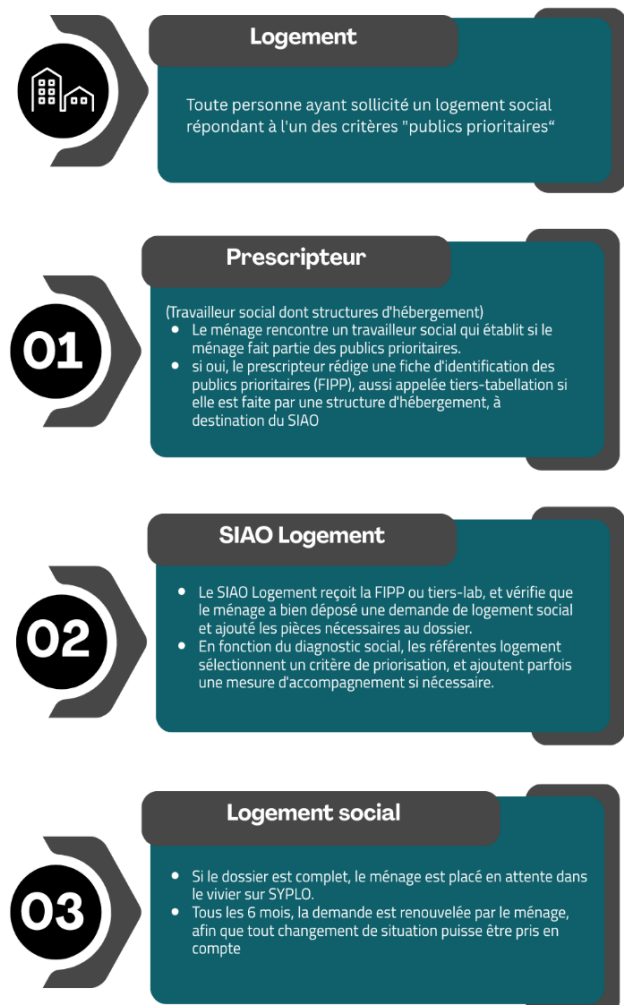 Logement
Toute personne ayant sollicité un logement social
répondant à l'un des critères "publics prioritaires“
01
Prescripteur
(Travailleur social dont structures d'hébergement)
● Le ménage rencontre un travailleur social qui établit si le
ménage fait partie des publics prioritaires.
● si oui, le prescripteur rédige une fiche d'identification des
publics prioritaires (FIPP), aussi appelée tiers-tabellation si
elle est faite par une structure d'hébergement, à
destination du SIAO
02
SIAO Logement
● Le SIAO Logement reçoit la FIPP ou tiers-lab, et vérifie que
le ménage a bien déposé une demande de logement social
et ajouté les pièces nécessaires au dossier.
● En fonction du diagnostic social, les référentes logement
sélectionnent un critère de priorisation, et ajoutent parfois
une mesure d'accompagnement si nécessaire.
03
Logement social
● Si le dossier est complet, le ménage est placé en attente dans
le vivier sur SYPLO.
● Tous les 6 mois, la demande est renouvelée par le ménage,
afin que tout changement de situation puisse être pris en
compte